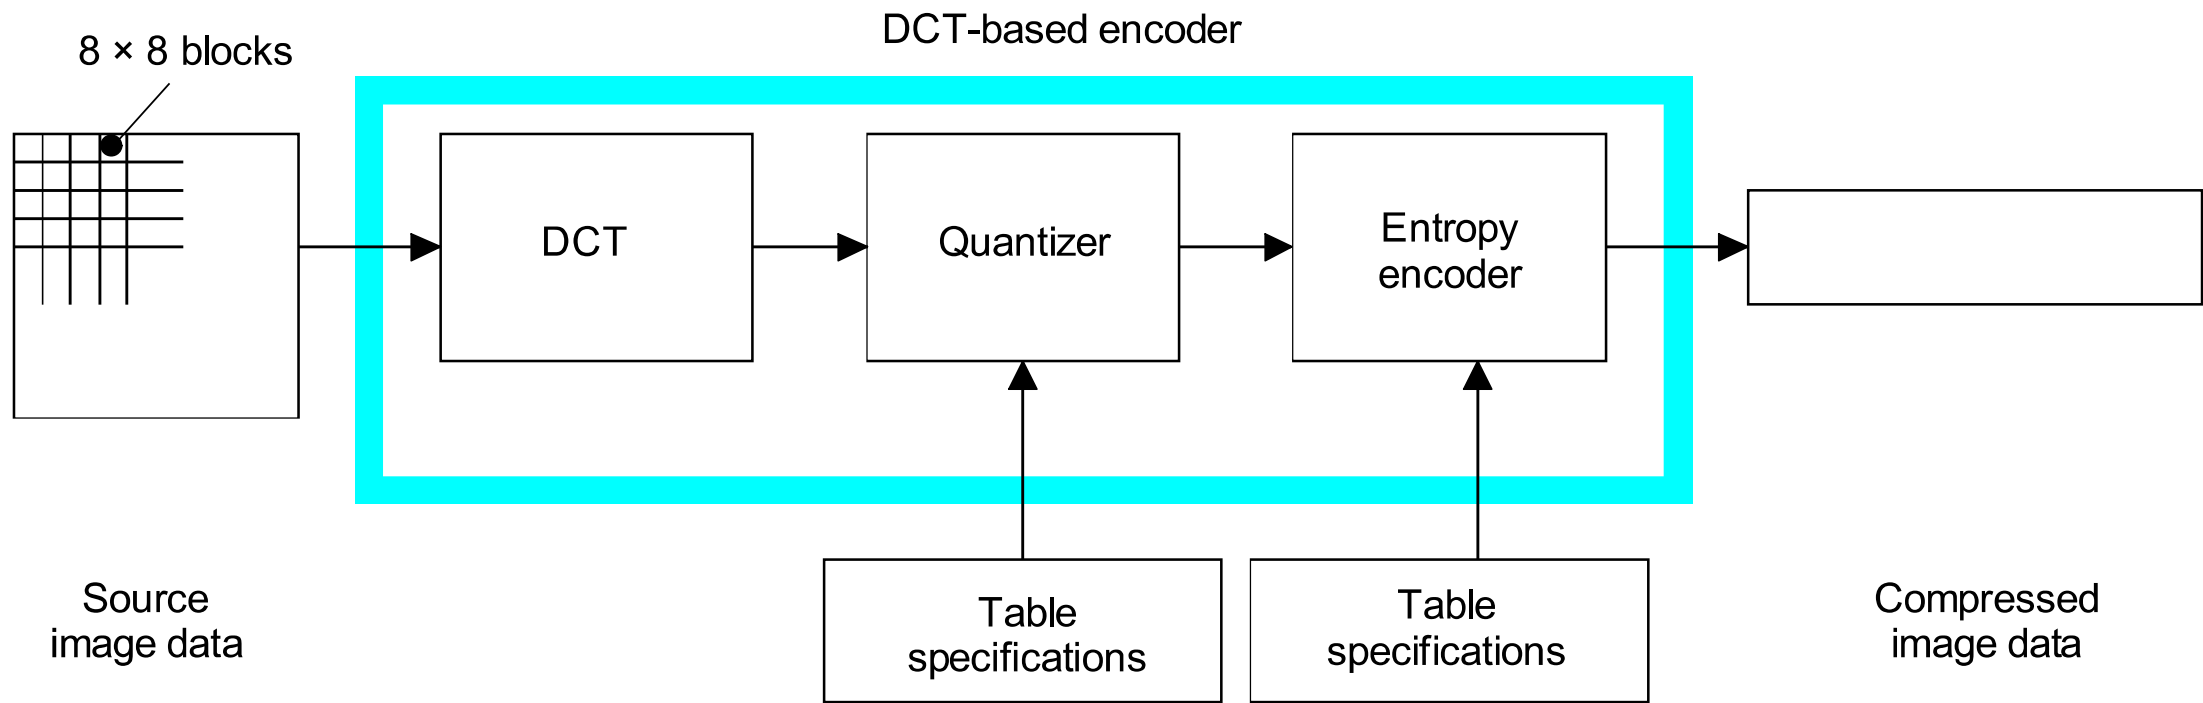 DCT-based encoder
8 × 8 blocks
DCT
Quantizer
Entropy
encoder
Source
image data
Table
specifications
Table
specifications
Compressed
image data